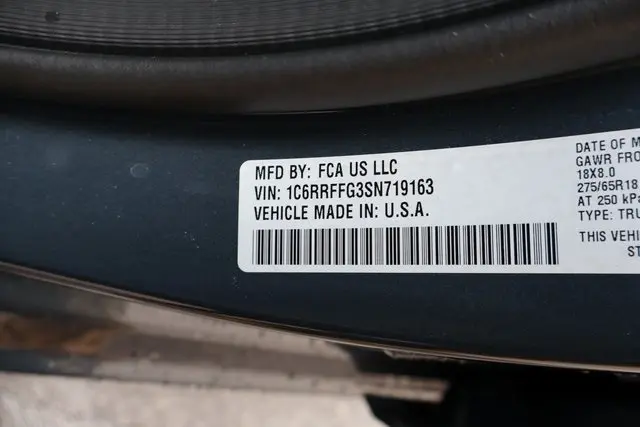 MFD BY: FCA US LLC
VIN: 1C6RRFFG3SN719163
VEHICLE MADE IN: U.S.A.
DATE OF M
GAWR FRO
18X8.0
275/65R18
AT 250 kPa
TYPE: TRU
THIS VEHI
ST